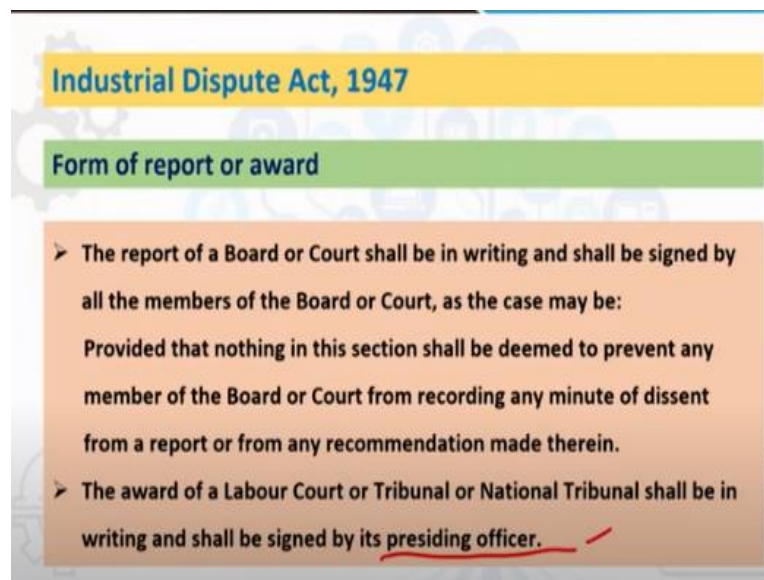 Industrial Dispute Act, 1947
Form of report or award
➢ The report of a Board or Court shall be in writing and shall be signed by
all the members of the Board or Court, as the case may be:
Provided that nothing in this section shall be deemed to prevent any
member of the Board or Court from recording any minute of dissent
from a report or from any recommendation made therein.
➢ The award of a Labour Court or Tribunal or National Tribunal shall be in
writing and shall be signed by its presiding officer.